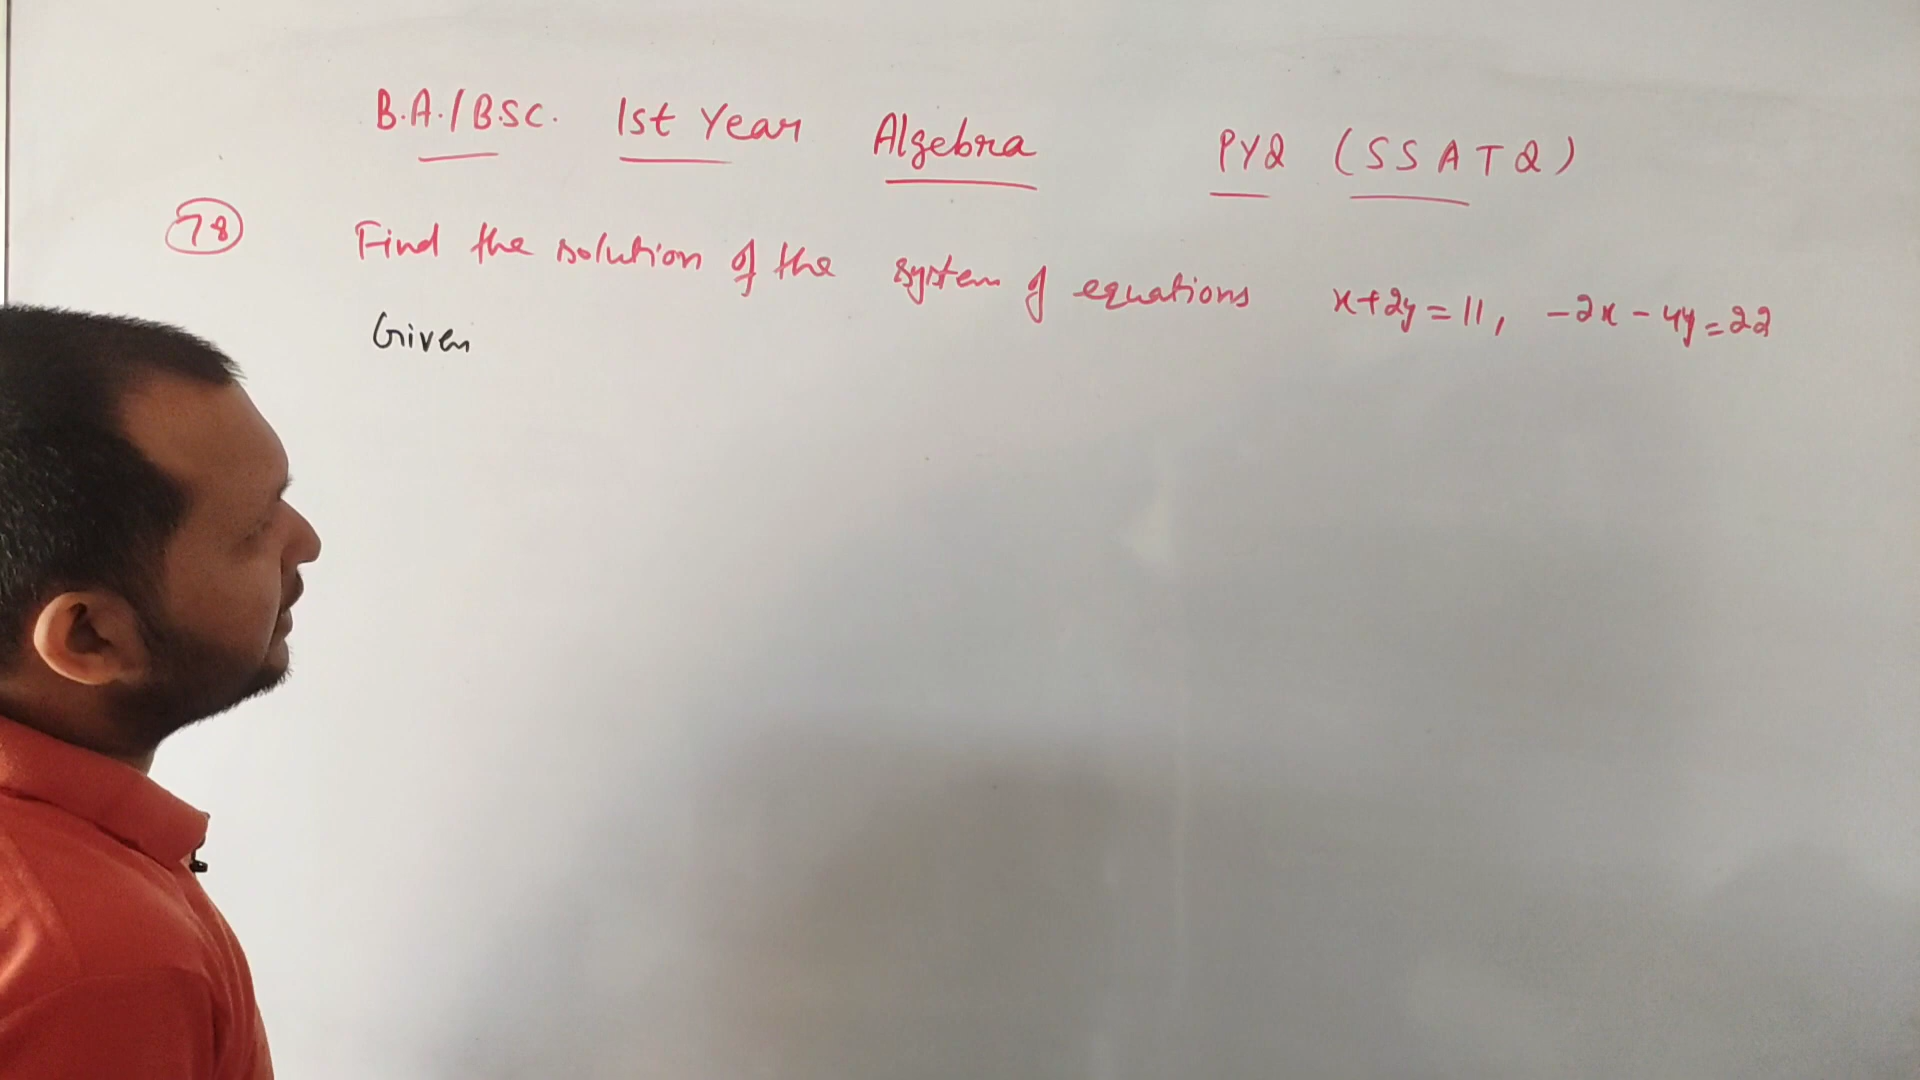 B.A./B.SC. 1st Year Algebra PYQ (SSATQ)
78 Find the solution of the system of equations x+2y=11, -2x-4y=22
Given